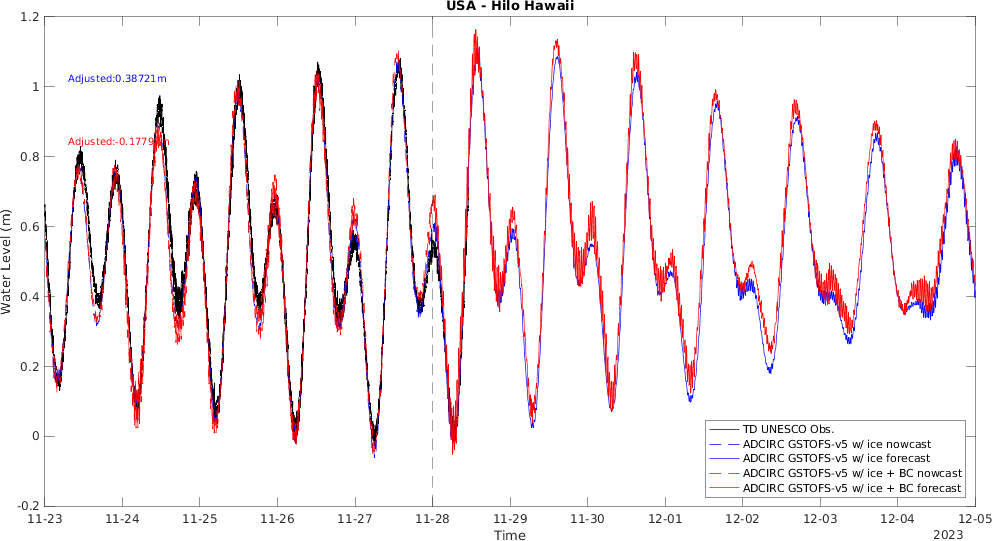 USA - Hilo Hawaii
Water Level (m)
1.2
1
0.8
0.6
0.4
0.2
0
-0.2
Adjusted:0.38721m
Adjusted:-0.1779
TD UNESCO Obs.
ADCIRC GSTOFS-v5 w/ ice nowcast
ADCIRC GSTOFS-v5 w/ ice forecast
ADCIRC GSTOFS-v5 w/ ice + BC nowcast
ADCIRC GSTOFS-v5 w/ ice + BC forecast
11-23 11-24 11-25 11-26 11-27 11-28 11-29 11-30 12-01 12-02 12-03 12-04 12-05
Time
2023